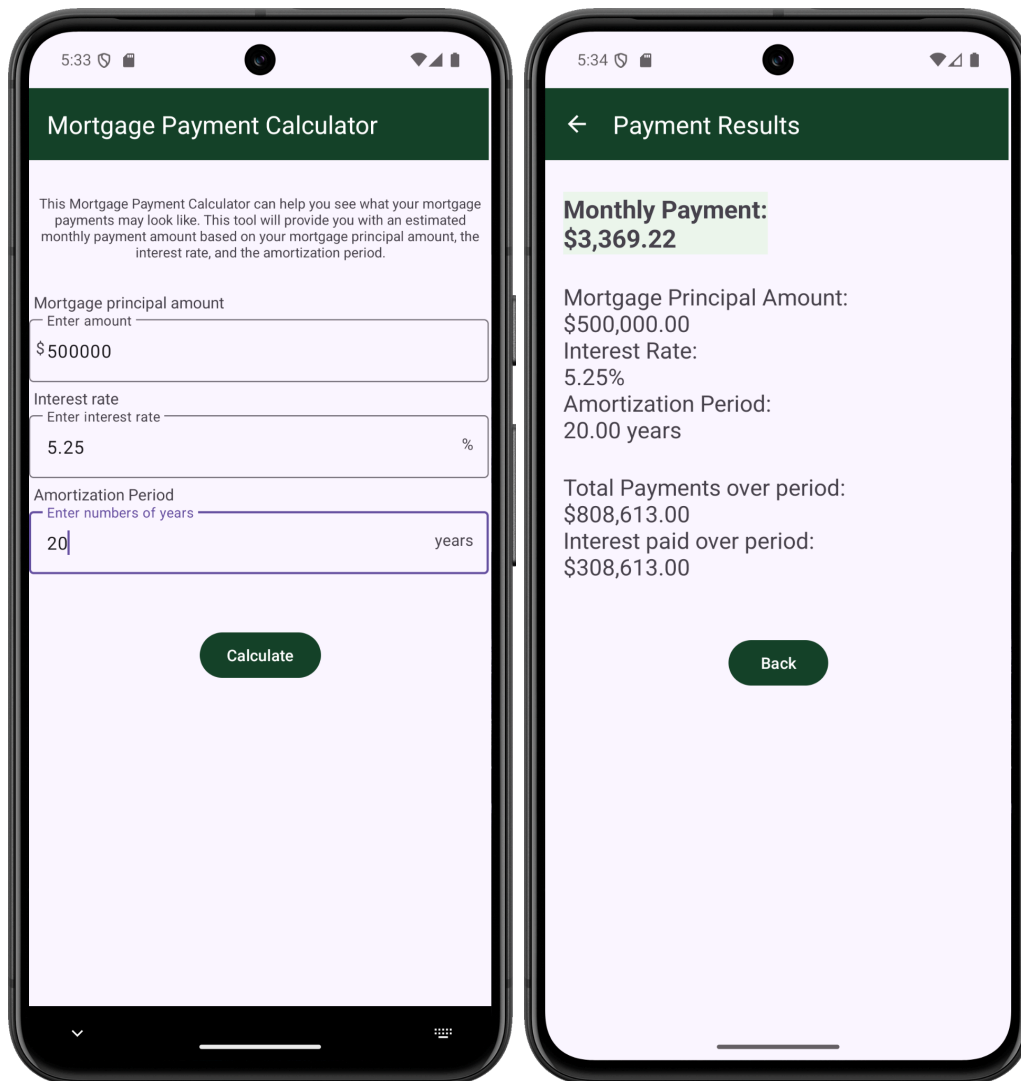 5:33
Mortgage Payment Calculator
This Mortgage Payment Calculator can help you see what your mortgage
payments may look like. This tool will provide you with an estimated
monthly payment amount based on your mortgage principal amount, the
interest rate, and the amortization period.
Mortgage principal amount
Enter amount
$500000
Interest rate
Enter interest rate
5.25 %
Amortization Period
Enter numbers of years
20 years
Calculate
5:34
Payment Results
Monthly Payment:
$3,369.22
Mortgage Principal Amount:
$500,000.00
Interest Rate:
5.25%
Amortization Period:
20.00 years
Total Payments over period:
$808,613.00
Interest paid over period:
$308,613.00
Back